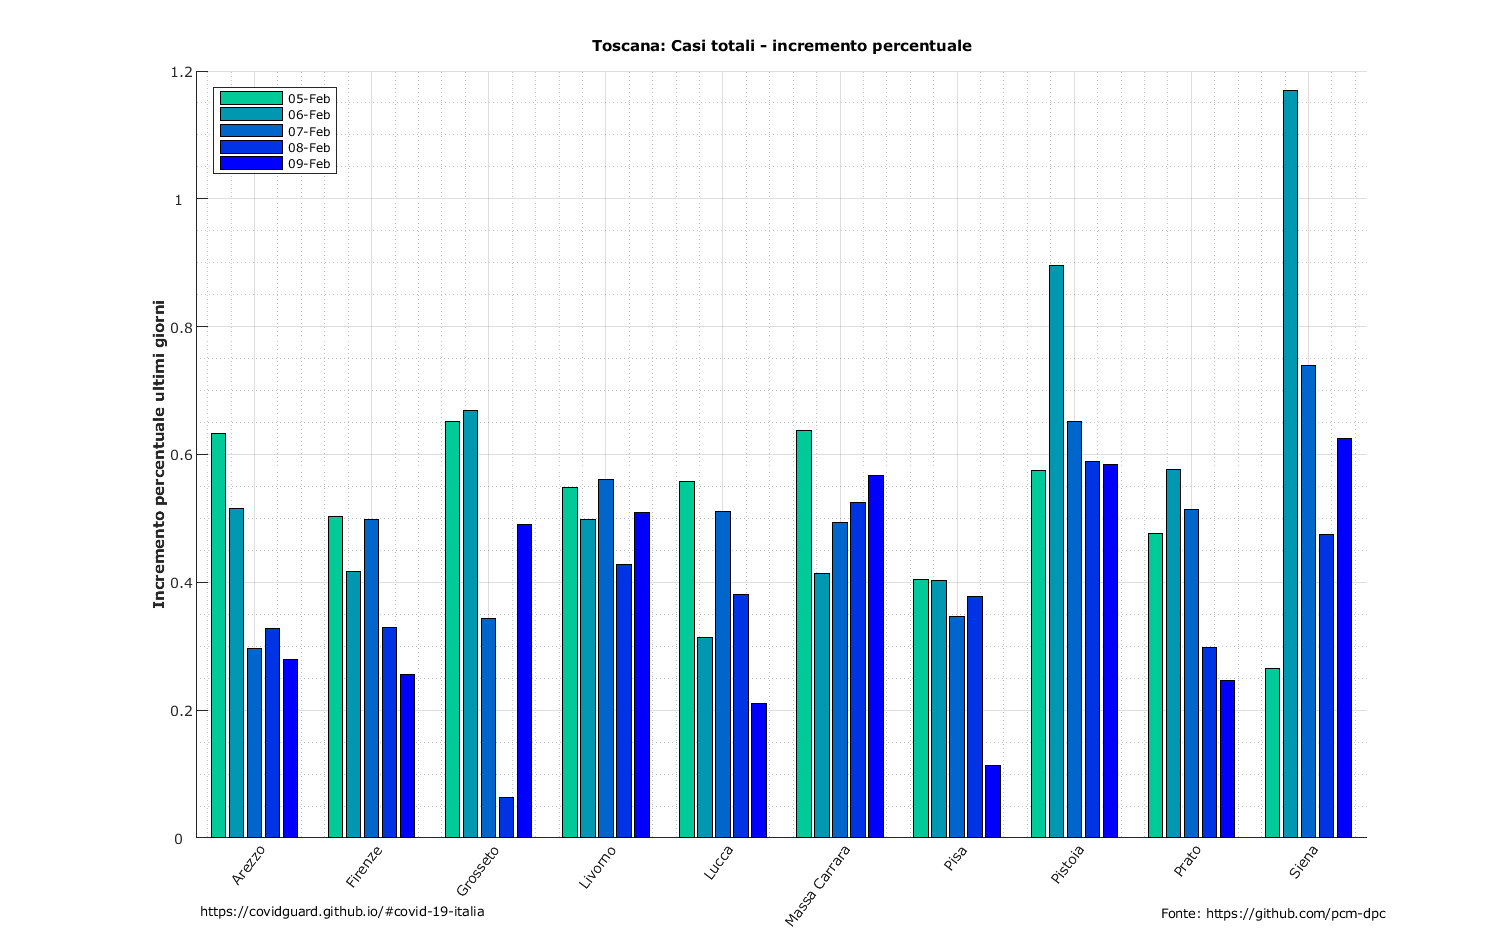 Toscana: Casi totali - incremento percentuale
Incremento percentuale ultimi giorni
1.2
1
0.8
0.6
0.4
0.2
0
05-Feb
06-Feb
07-Feb
08-Feb
09-Feb
Arezzo
Firenze
Grosseto
Livorno
Lucca
Massa Carrara
Pisa
Pistoia
Prato
Siena
https://covidguard.github.io/#covid-19-italia
Fonte: https://github.com/pcm-dpc